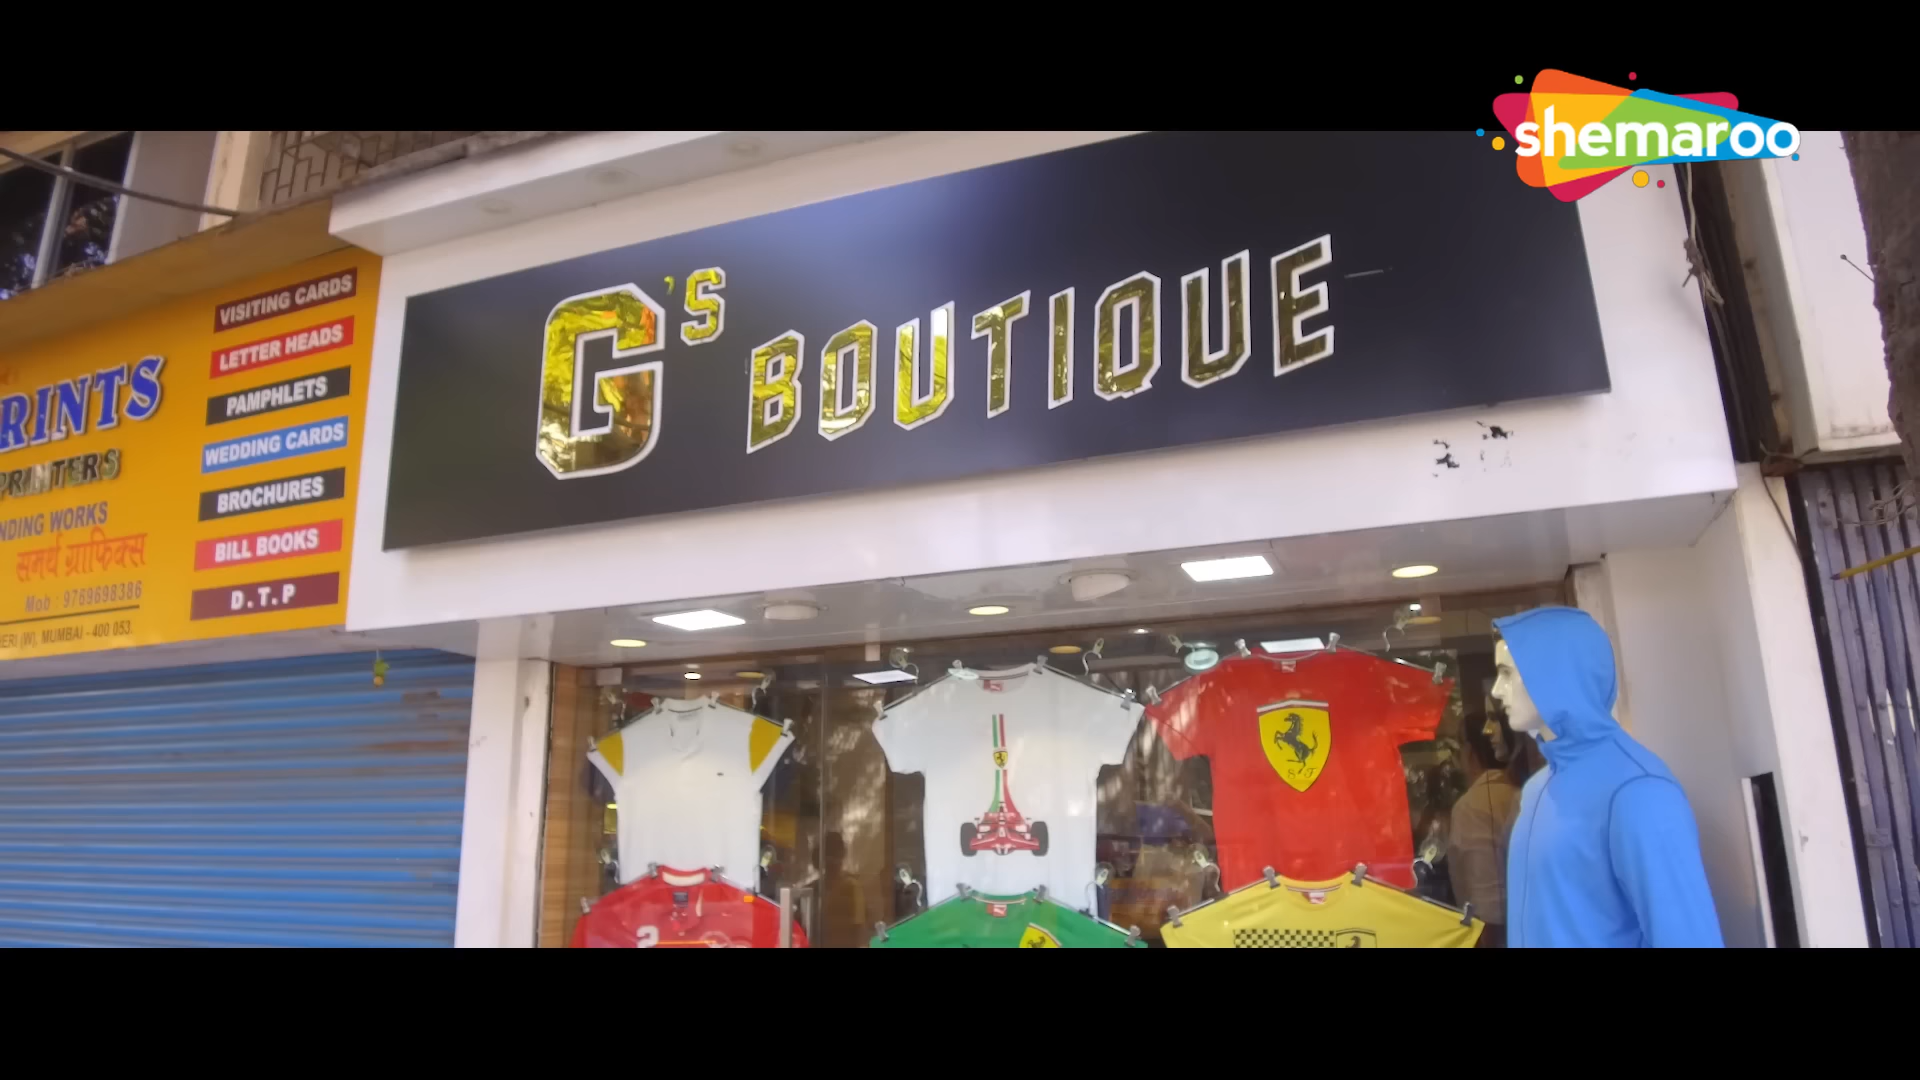 shemaroo
G's BOUTIQUE
RINTS
PRINTERS
NDING WORKS
समर्थ ग्राफिक्स
Mob : 9769698386
ERI (W), MUMBAI - 400 053.
VISITING CARDS
LETTER HEADS
PAMPHLETS
WEDDING CARDS
BROCHURES
BILL BOOKS
D.T.P
S F
2